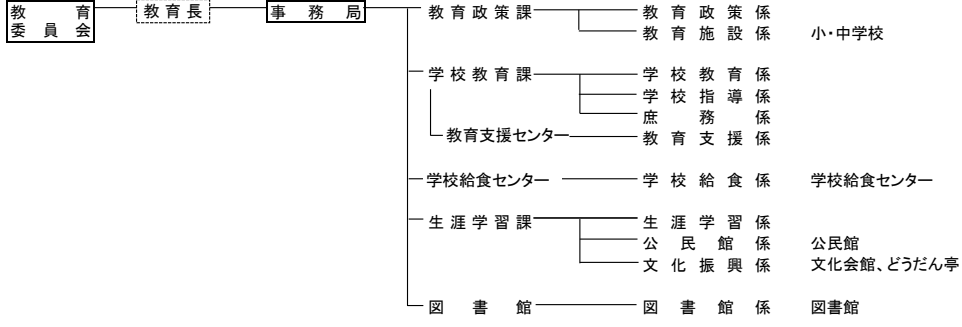 教育委員会 教育長 事務局 教育政策課 教育政策係
教育施設係 小・中学校
学校教育課 学校教育係
学校指導係
庶務係
教育支援センター 教育支援係
学校給食センター 学校給食係 学校給食センター
生涯学習課 生涯学習係
公民館係 公民館
文化振興係 文化会館、どうだん亭
図書館 図書館係 図書館